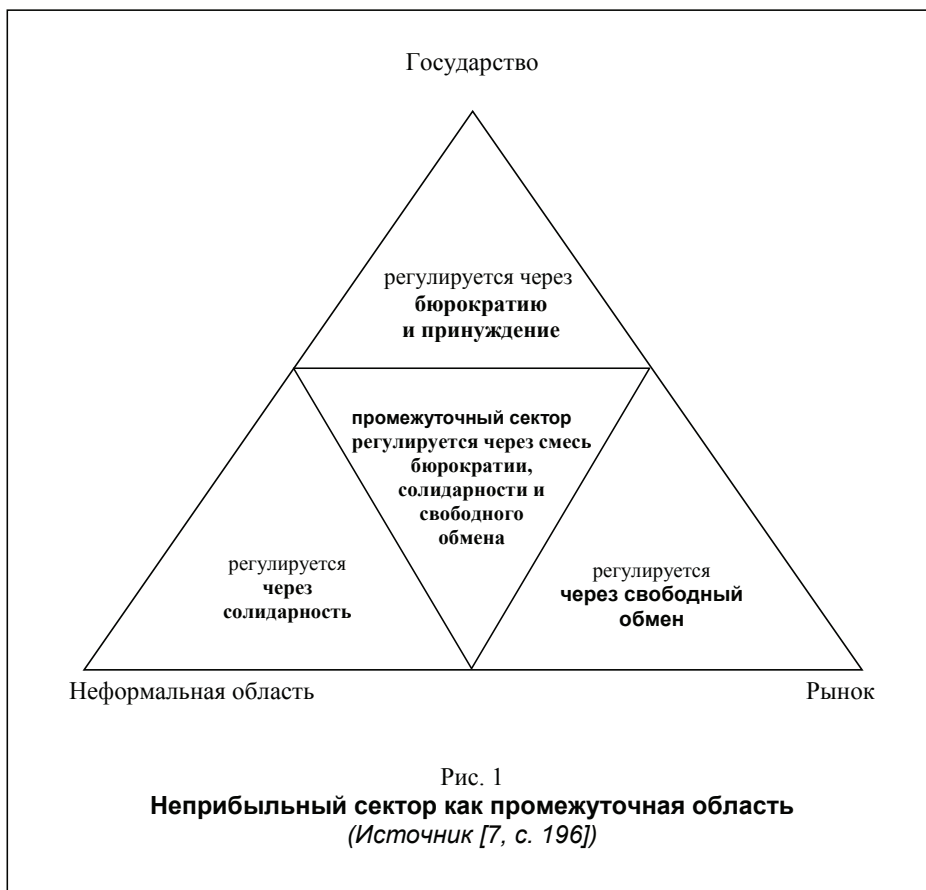 Государство
регулируется через
бюрократию
и принуждение
промежуточный сектор
регулируется через смесь
бюрократии,
солидарности и
свободного
обмена
регулируется
через
солидарность
регулируется
через свободный
обмен
Неформальная область
Рынок
Рис. 1
Неприбыльный сектор как промежуточная область
(Источник [7, с. 196])